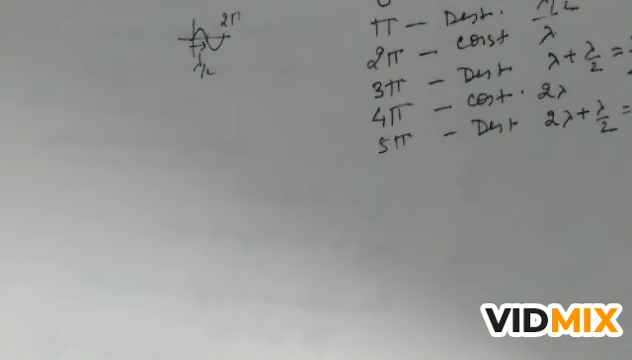 2π
λ/2
π — Dest. λ/2
2π — const λ
3π — Dest λ + λ/2 =
4π — const. 2λ
5π — Dest 2λ + λ/2 =
VIDMIX